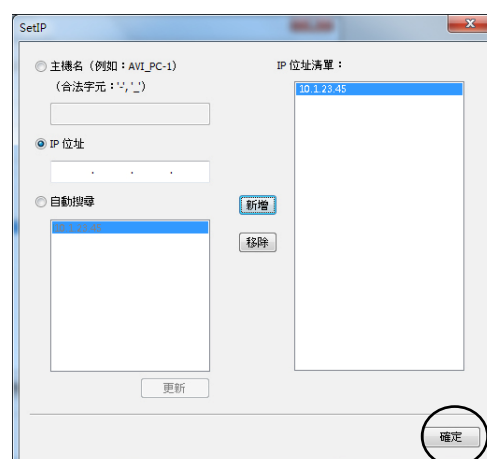 SetIP
主機名（例如：AVI_PC-1）
（合法字元：'-', '_'）
IP 位址
自動搜尋
更新
新增
移除
IP 位址清單：
10.1.23.45
確定